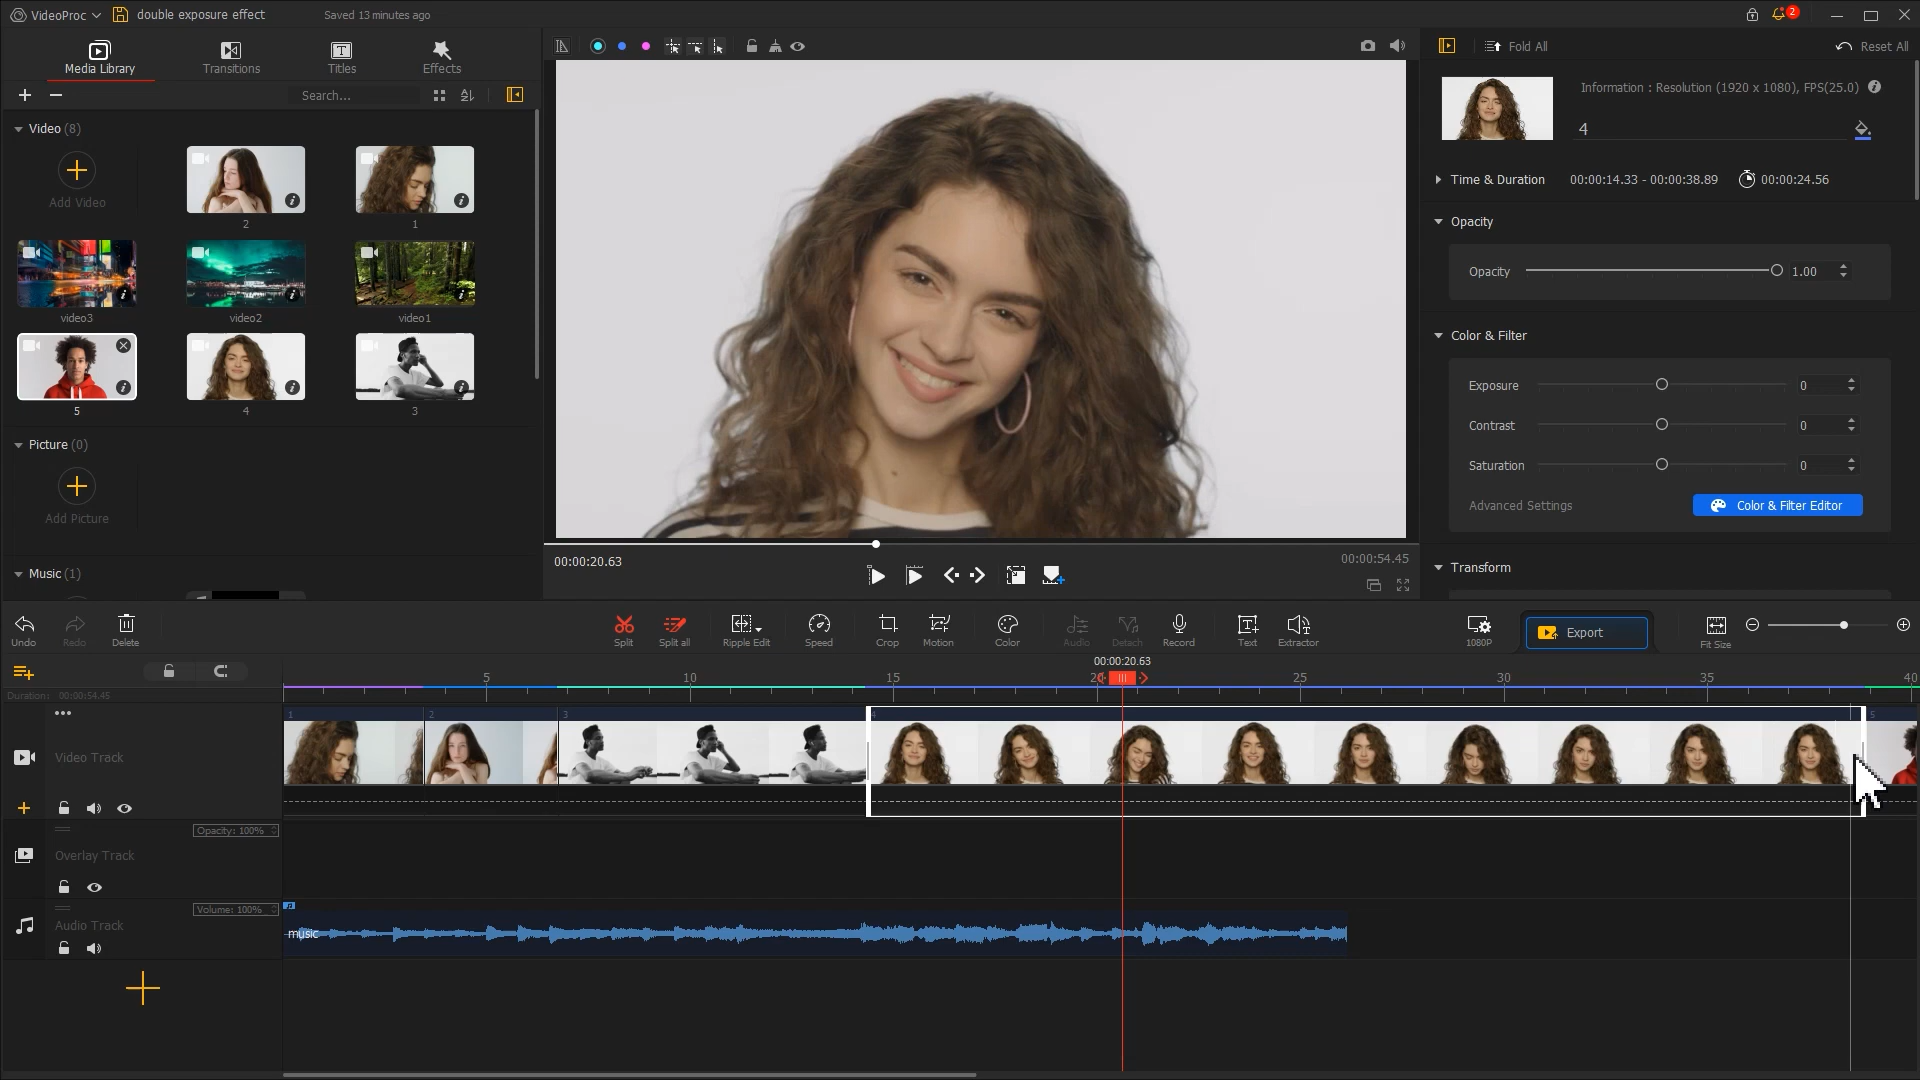 VideoProc
double exposure effect
Saved 13 minutes ago
2
Media Library
Transitions
Titles
Effects
Fold All
Reset All
Search...
Information : Resolution (1920 x 1080), FPS(25.0)
4
Video (8)
Add Video
2
1
video3
video2
video1
5
4
3
Picture (0)
Add Picture
Music (1)
Time & Duration
00:00:14.33 - 00:00:38.89
00:00:24.56
Opacity
Opacity
1.00
Color & Filter
Exposure
0
Contrast
0
Saturation
0
Advanced Settings
Color & Filter Editor
Transform
00:00:20.63
00:00:54.45
Undo
Redo
Delete
Split
Split all
Ripple Edit
Speed
Crop
Motion
Color
Audio
Detach
Record
Text
Extractor
1080P
Export
Fit Size
00:00:20.63
5
10
15
25
30
35
40
Duration: 00:00:54.45
1
2
3
4
5
Video Track
Opacity: 100%
Overlay Track
Volume: 100%
Audio Track
music